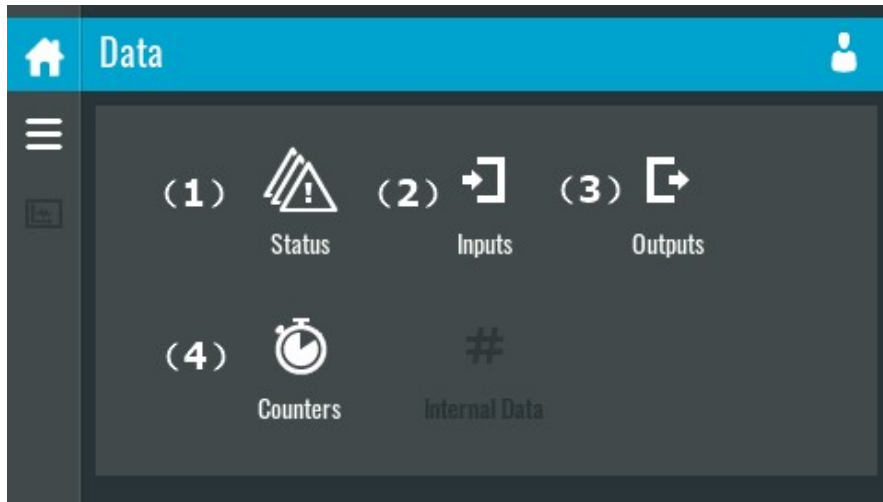 Data
(1) (2) (3)
Status Inputs Outputs
(4) #
Counters Internal Data